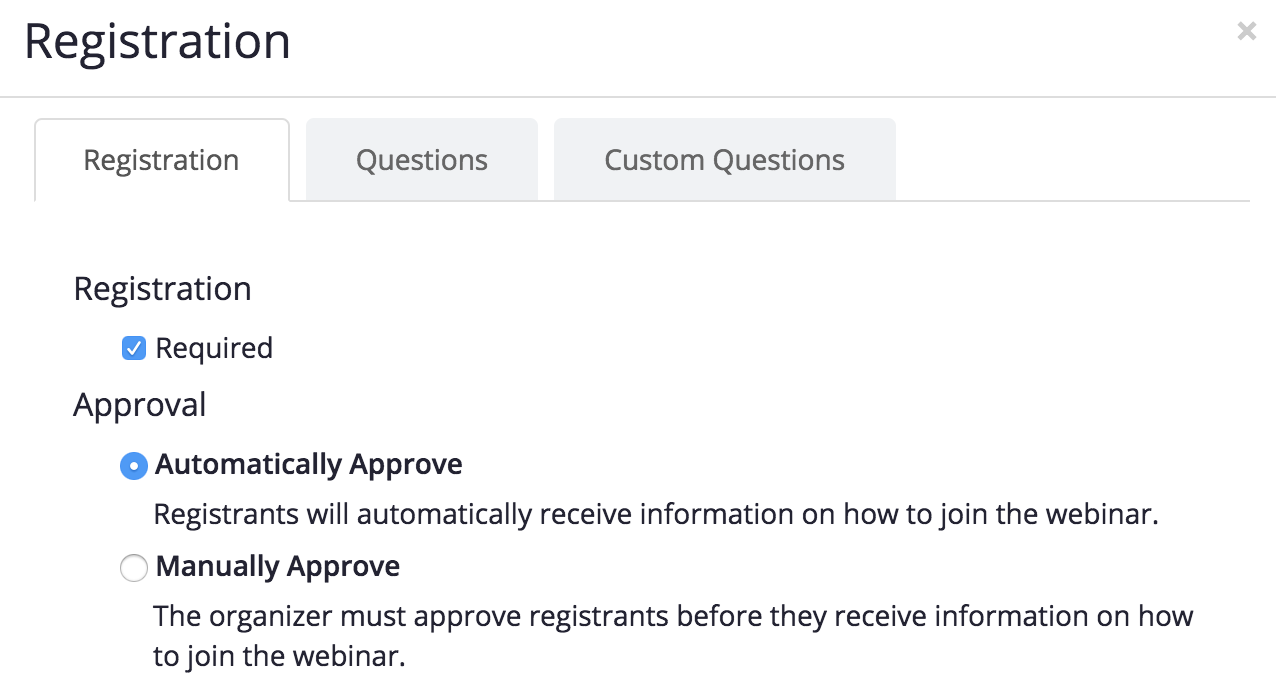 Registration
Registration
Questions
Custom Questions
Registration
Required
Approval
Automatically Approve
Registrants will automatically receive information on how to join the webinar.
Manually Approve
The organizer must approve registrants before they receive information on how
to join the webinar.